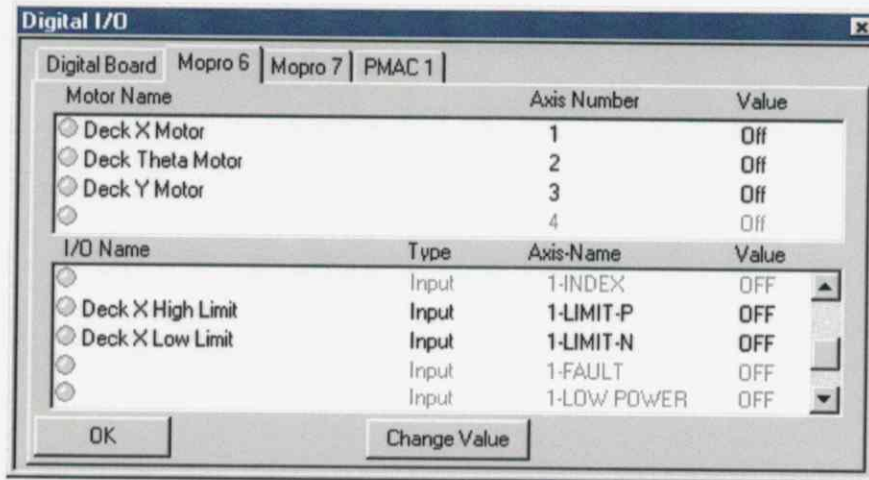 Digital I/O
Digital Board Mopro 6 Mopro 7 PMAC 1
Motor Name Axis Number Value
Deck X Motor 1 Off
Deck Theta Motor 2 Off
Deck Y Motor 3 Off
4 Off
I/O Name Type Axis-Name Value
Input 1-INDEX OFF
Deck X High Limit Input 1-LIMIT-P OFF
Deck X Low Limit Input 1-LIMIT-N OFF
Input 1-FAULT OFF
Input 1-LOW POWER OFF
OK Change Value